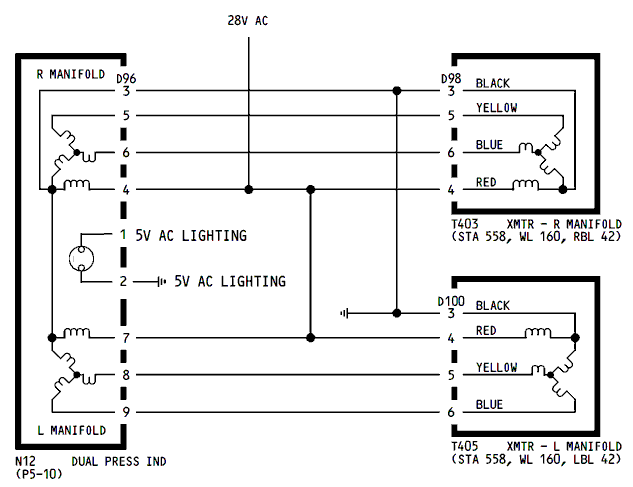 28V AC
R MANIFOLD
D96
3
5
6
4
1
5V AC LIGHTING
2
5V AC LIGHTING
7
8
9
L MANIFOLD
N12 DUAL PRESS IND
(P5-10)
D98
3 BLACK
5 YELLOW
6 BLUE
4 RED
T403 XMTR - R MANIFOLD
(STA 558, WL 160, RBL 42)
D100
3 BLACK
4 RED
5 YELLOW
6 BLUE
T405 XMTR - L MANIFOLD
(STA 558, WL 160, LBL 42)